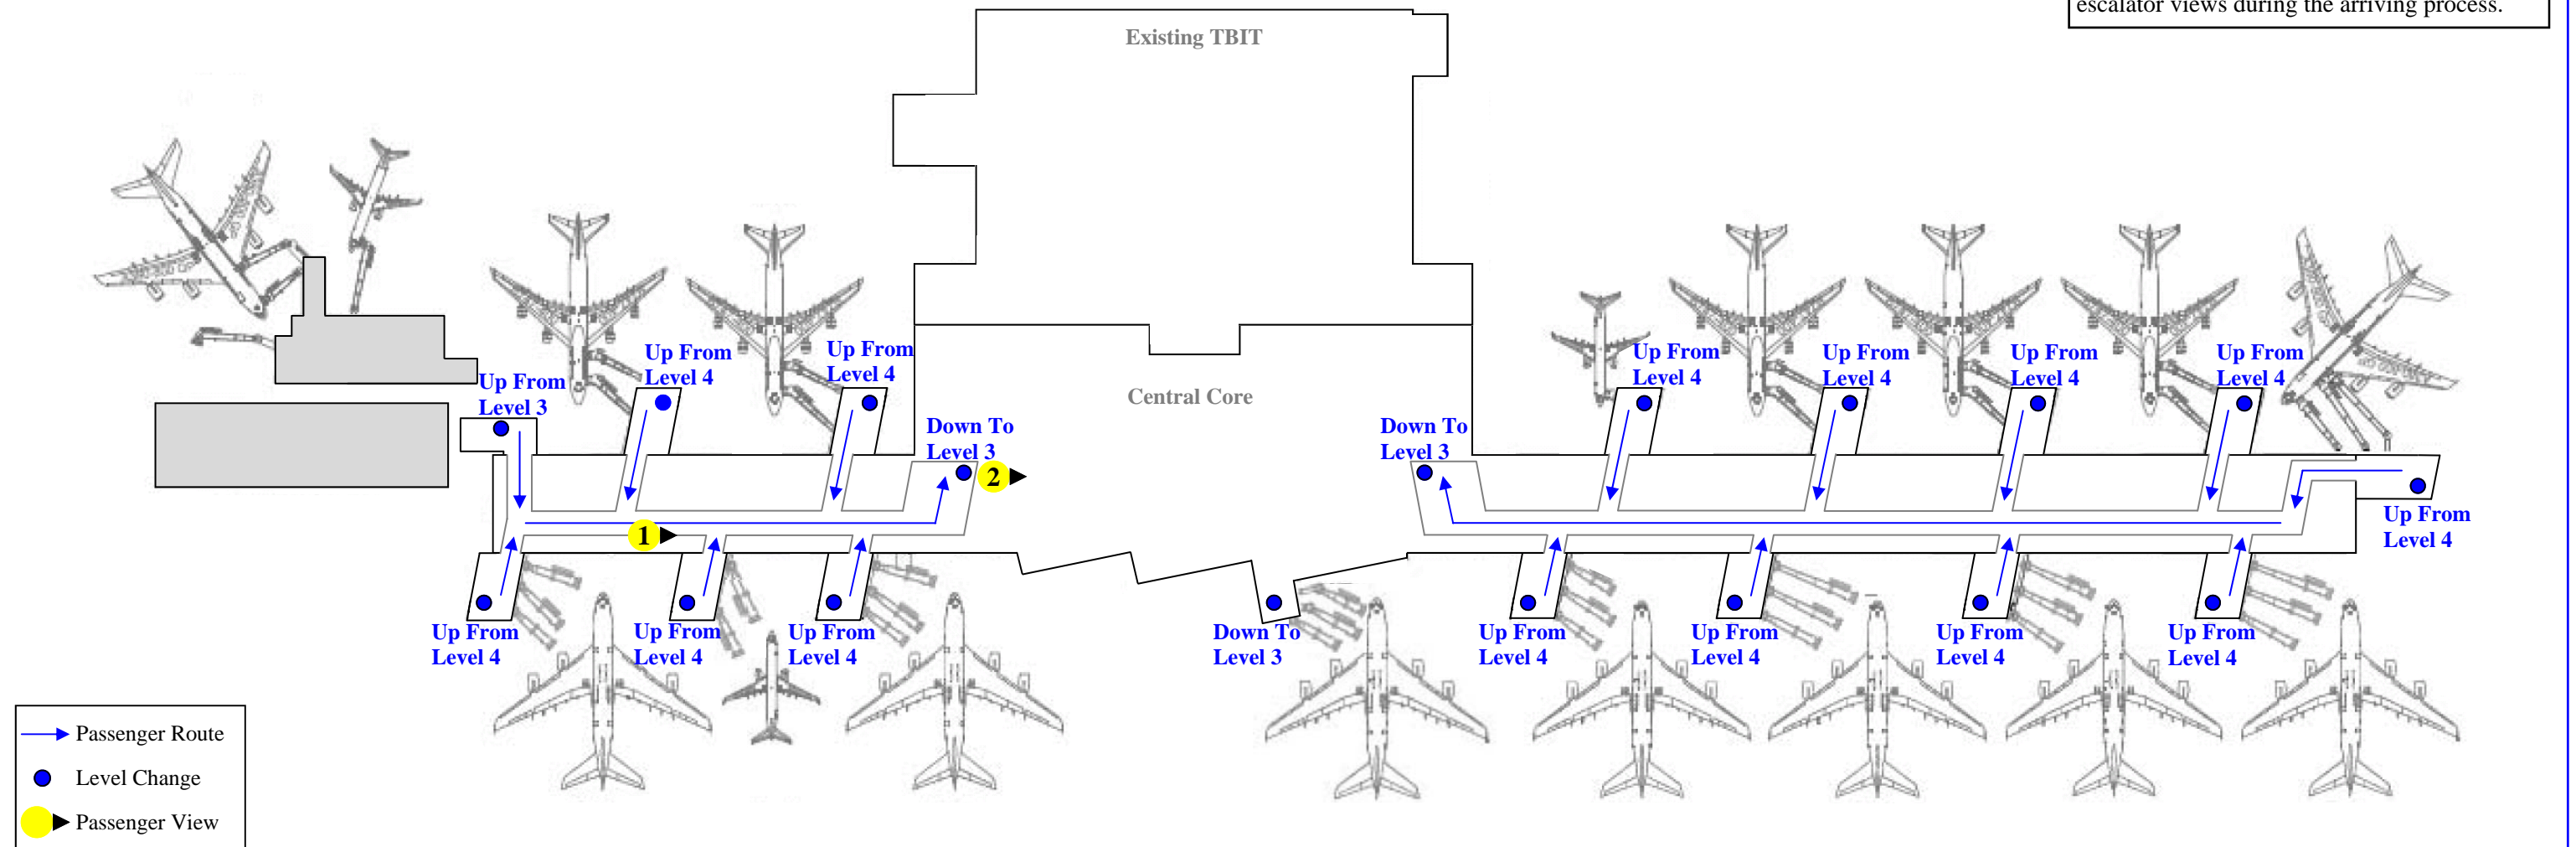 escalator views during the arriving process.
Existing TBIT
Central Core
Up From
Level 3
Up From
Level 4
Up From
Level 4
Down To
Level 3
2
1
Down To
Level 3
Up From
Level 4
Up From
Level 4
Up From
Level 4
Up From
Level 4
Up From
Level 4
Up From
Level 4
Up From
Level 4
Up From
Level 4
Down To
Level 3
Up From
Level 4
Up From
Level 4
Up From
Level 4
Up From
Level 4
Passenger Route
Level Change
Passenger View